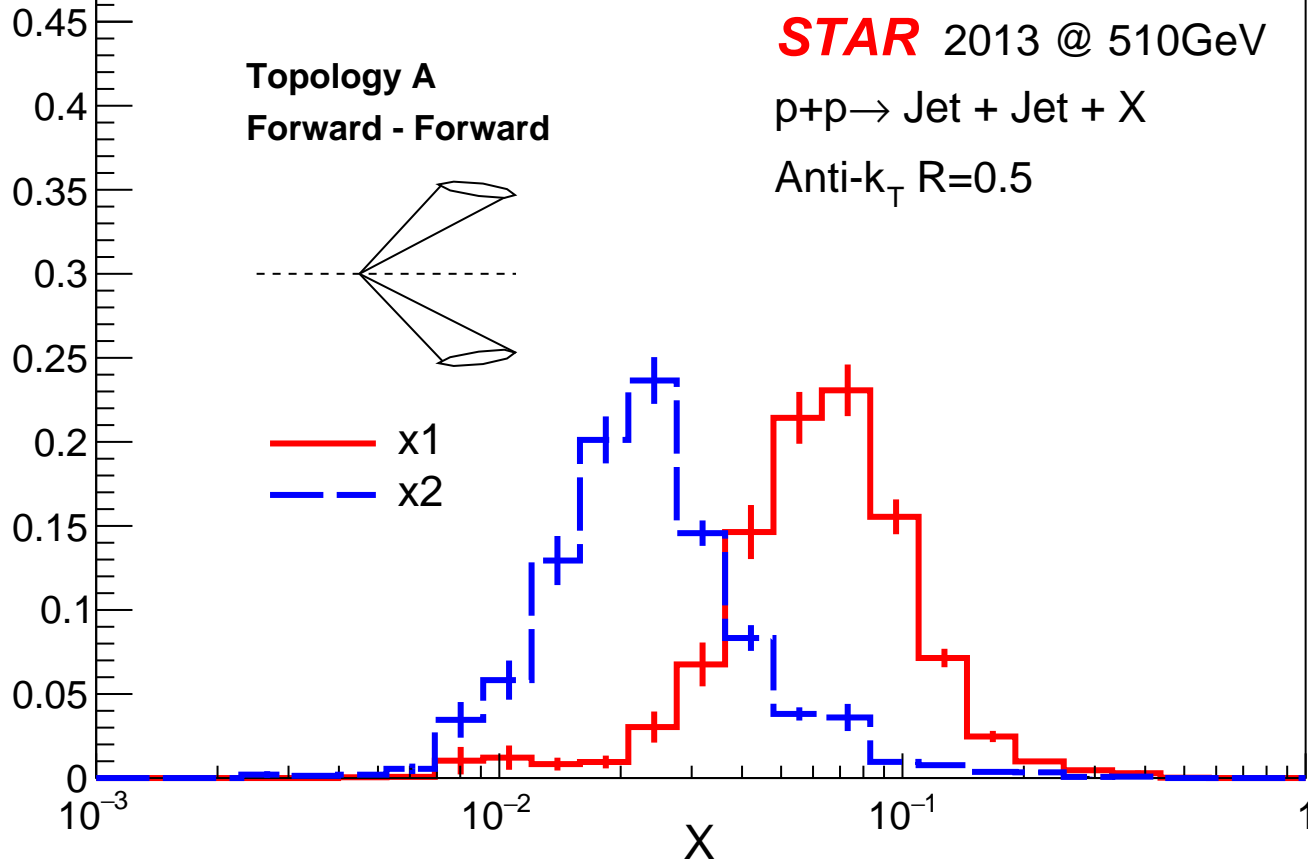 0.45
0.4
0.35
0.3
0.25
0.2
0.15
0.1
0.05
0
STAR 2013 @ 510GeV
p+p→ Jet + Jet + X
Anti-k_T R=0.5
Topology A
Forward - Forward
x1
x2
10⁻³
10⁻²
10⁻¹
1
X